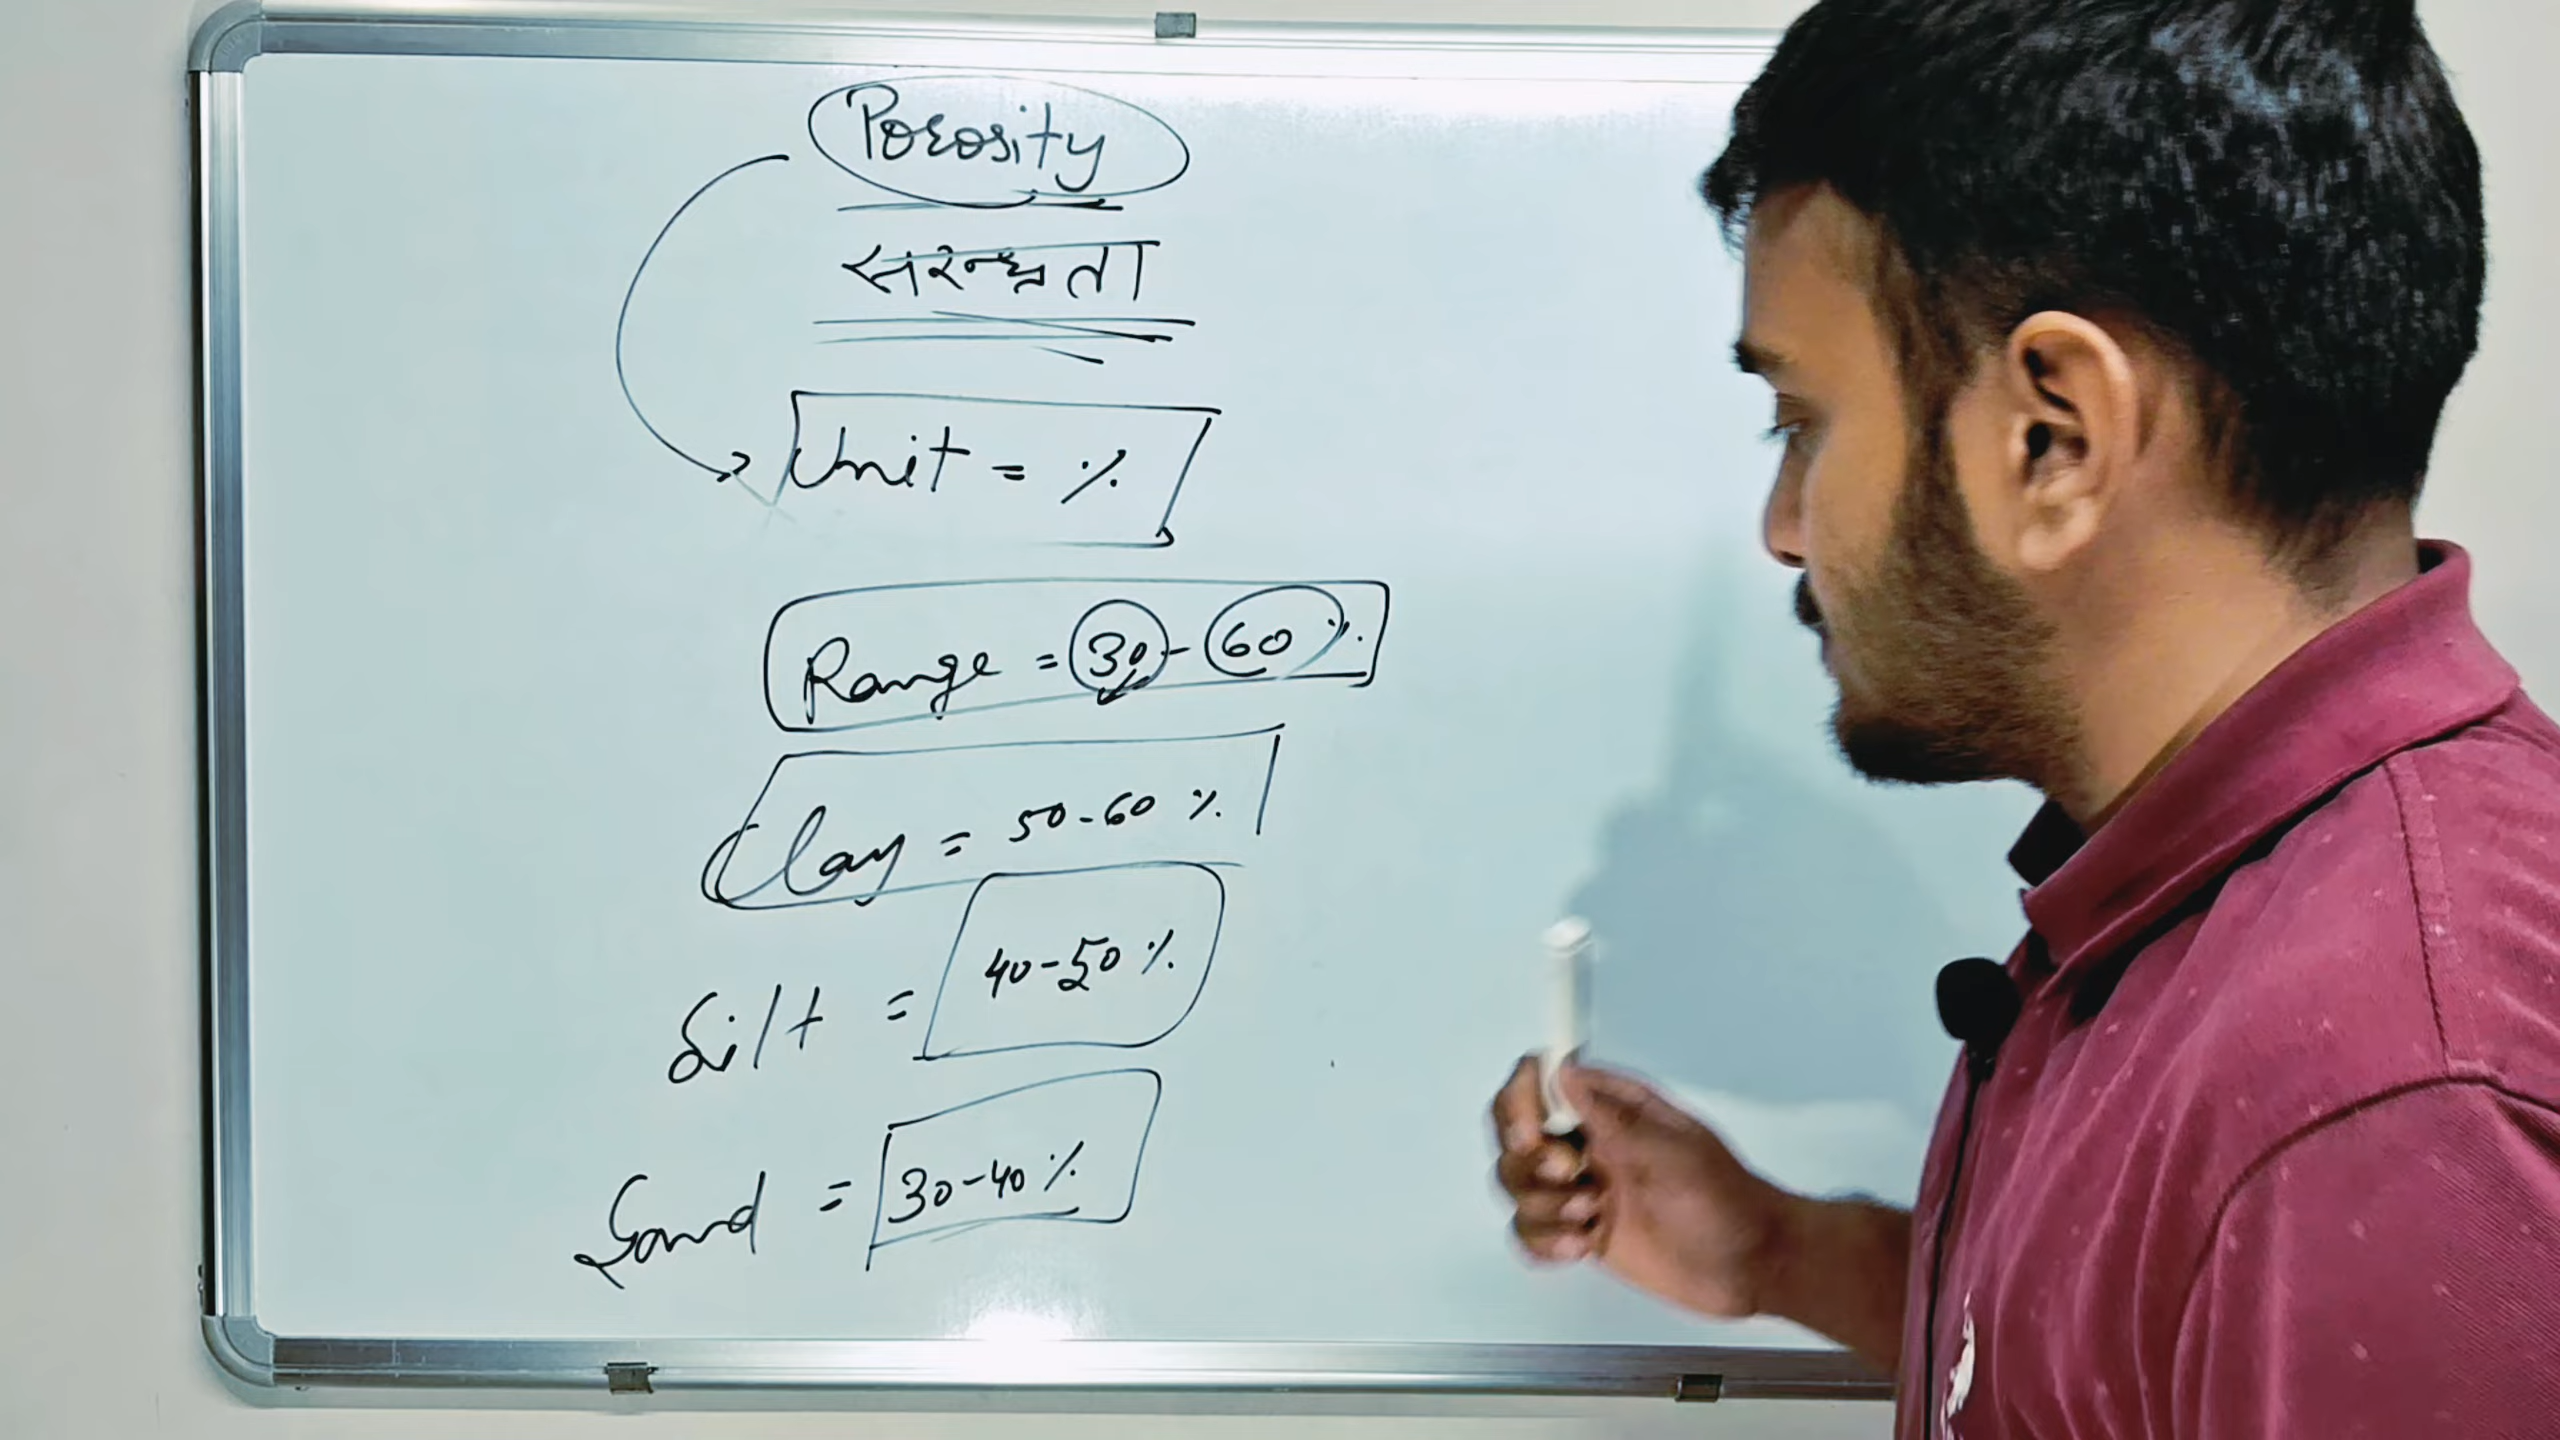 Porosity
सरन्ध्रता
Unit = %
Range = 30 - 60 %.
Clay = 50-60 %.
Silt = 40-50 %.
Sand = 30-40 %.